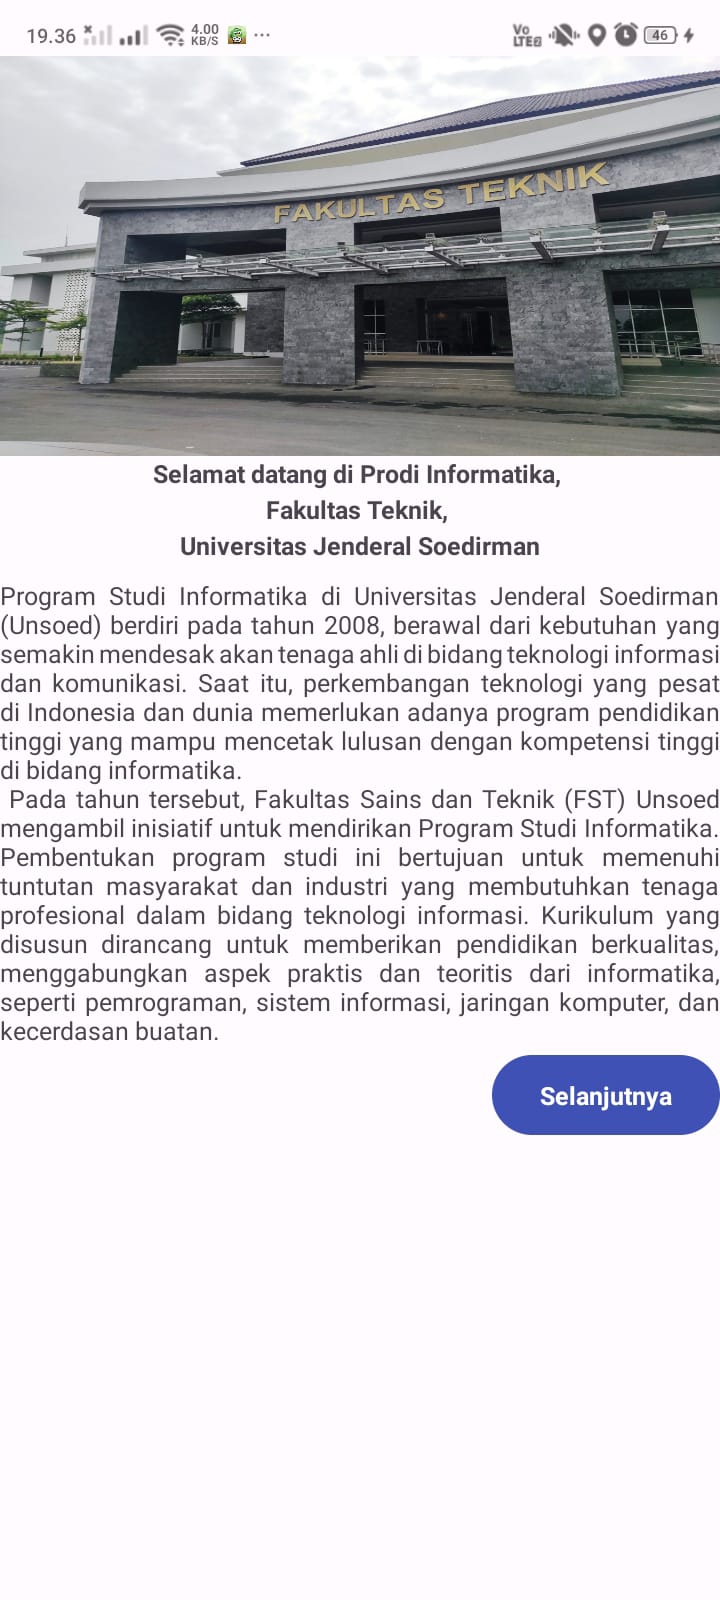 19.36
4.00
KB/S
Vo
LTE2
46
FAKULTAS TEKNIK
Selamat datang di Prodi Informatika,
Fakultas Teknik,
Universitas Jenderal Soedirman
Program Studi Informatika di Universitas Jenderal Soedirman
(Unsoed) berdiri pada tahun 2008, berawal dari kebutuhan yang
semakin mendesak akan tenaga ahli di bidang teknologi informasi
dan komunikasi. Saat itu, perkembangan teknologi yang pesat
di Indonesia dan dunia memerlukan adanya program pendidikan
tinggi yang mampu mencetak lulusan dengan kompetensi tinggi
di bidang informatika.
Pada tahun tersebut, Fakultas Sains dan Teknik (FST) Unsoed
mengambil inisiatif untuk mendirikan Program Studi Informatika.
Pembentukan program studi ini bertujuan untuk memenuhi
tuntutan masyarakat dan industri yang membutuhkan tenaga
profesional dalam bidang teknologi informasi. Kurikulum yang
disusun dirancang untuk memberikan pendidikan berkualitas,
menggabungkan aspek praktis dan teoritis dari informatika,
seperti pemrograman, sistem informasi, jaringan komputer, dan
kecerdasan buatan.
Selanjutnya